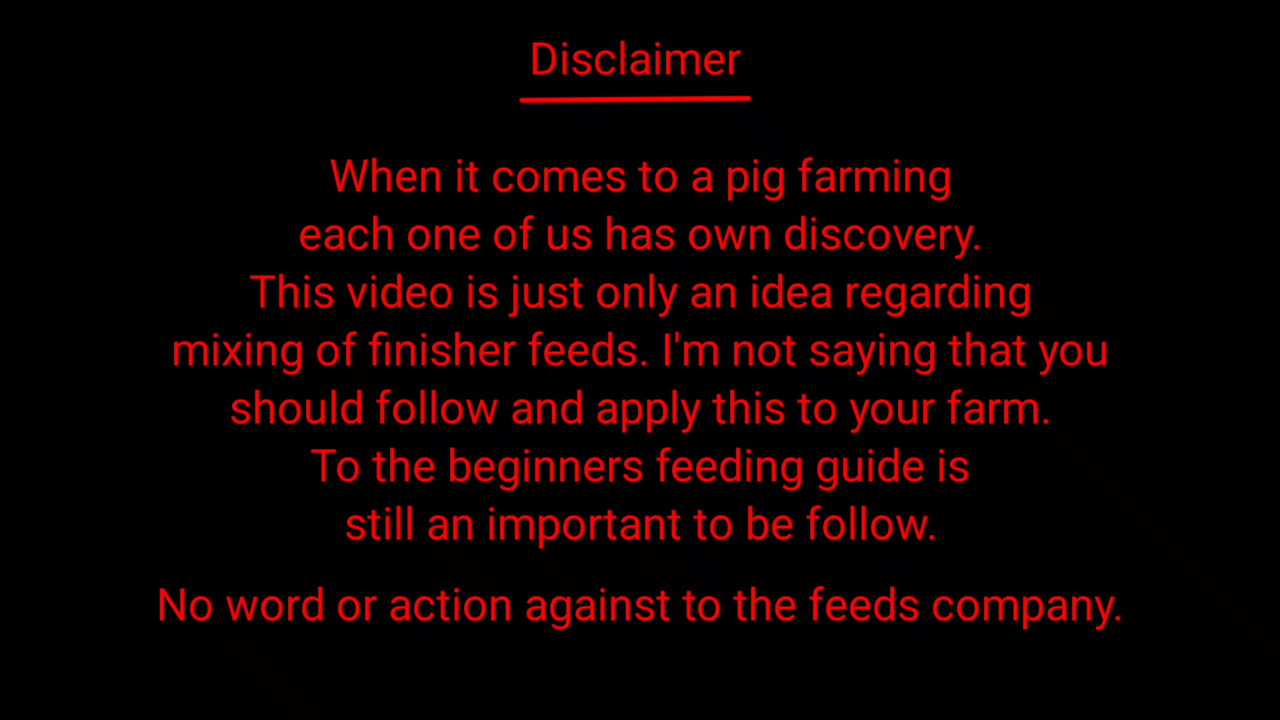 Disclaimer
When it comes to a pig farming
each one of us has own discovery.
This video is just only an idea regarding
mixing of finisher feeds. I'm not saying that you
should follow and apply this to your farm.
To the beginners feeding guide is
still an important to be follow.
No word or action against to the feeds company.